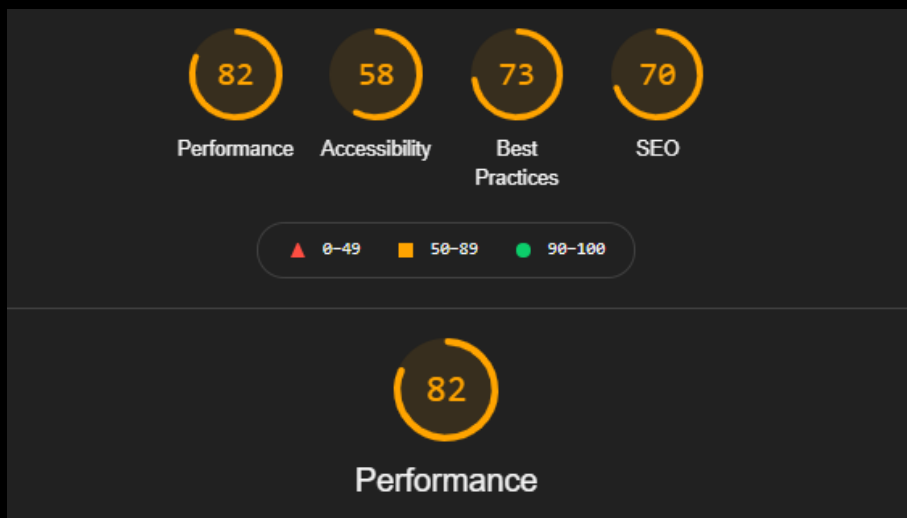 82 58 73 70
Performance Accessibility Best Practices SEO
0–49 50–89 90–100
82
Performance